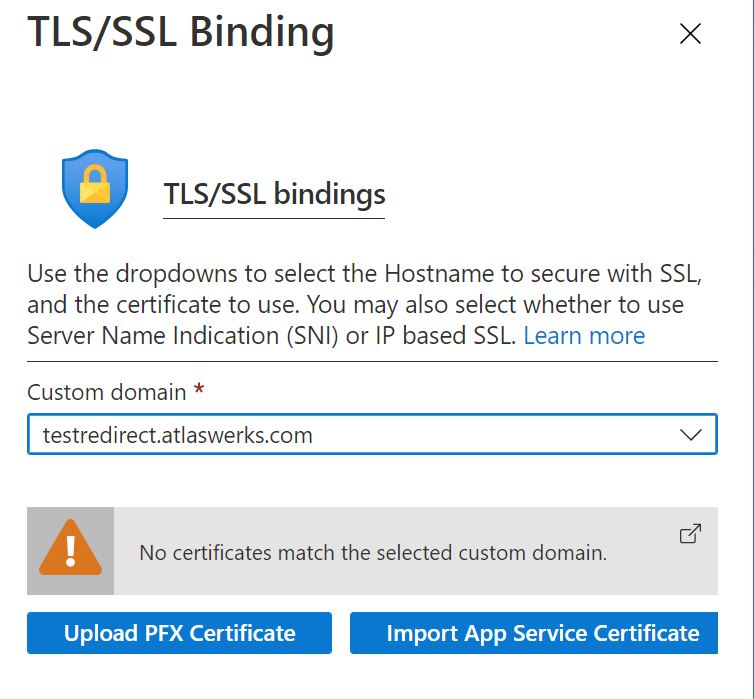 TLS/SSL Binding
TLS/SSL bindings
Use the dropdowns to select the Hostname to secure with SSL,
and the certificate to use. You may also select whether to use
Server Name Indication (SNI) or IP based SSL. Learn more
Custom domain *
testredirect.atlaswerks.com
No certificates match the selected custom domain.
Upload PFX Certificate
Import App Service Certificate